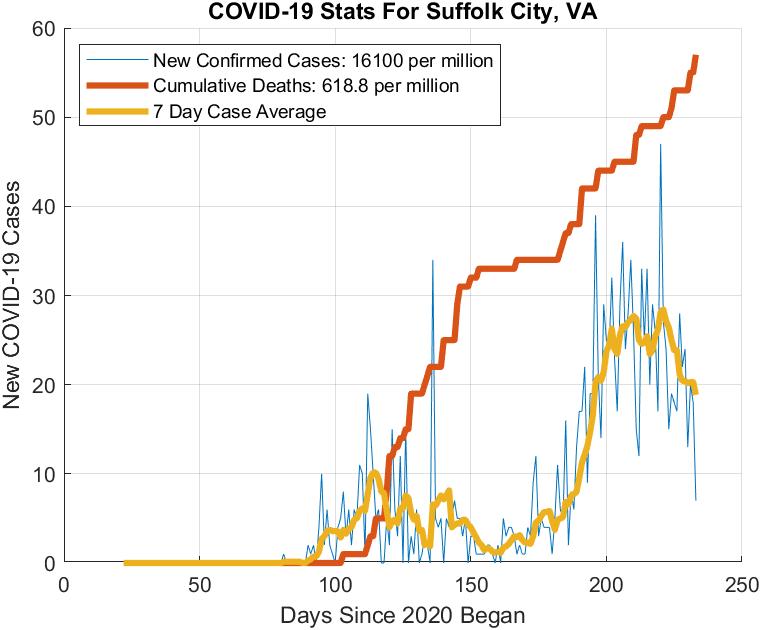 COVID-19 Stats For Suffolk City, VA
New Confirmed Cases: 16100 per million
Cumulative Deaths: 618.8 per million
7 Day Case Average
New COVID-19 Cases
60
50
40
30
20
10
0
0 50 100 150 200 250
Days Since 2020 Began